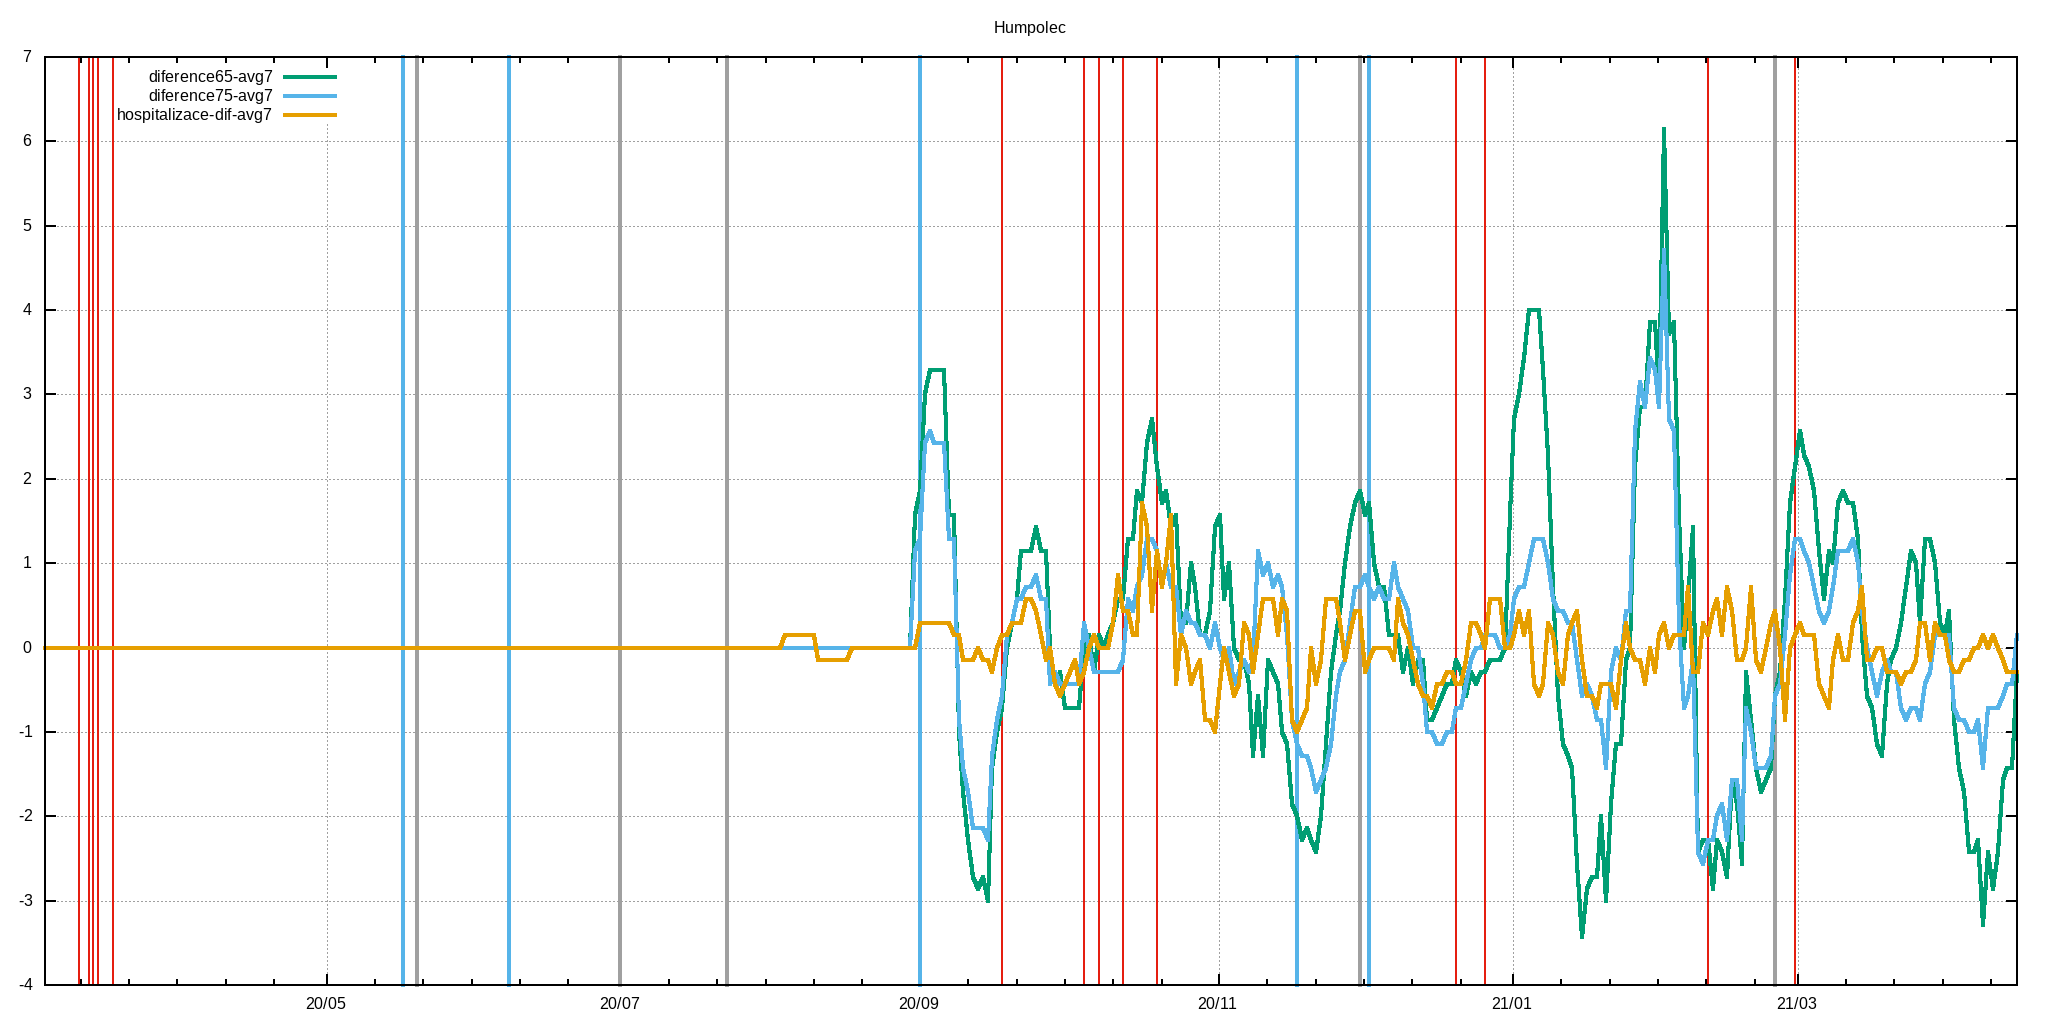 Humpolec
diference65-avg7
diference75-avg7
hospitalizace-dif-avg7
7
6
5
4
3
2
1
0
-1
-2
-3
-4
20/05 20/07 20/09 20/11 21/01 21/03